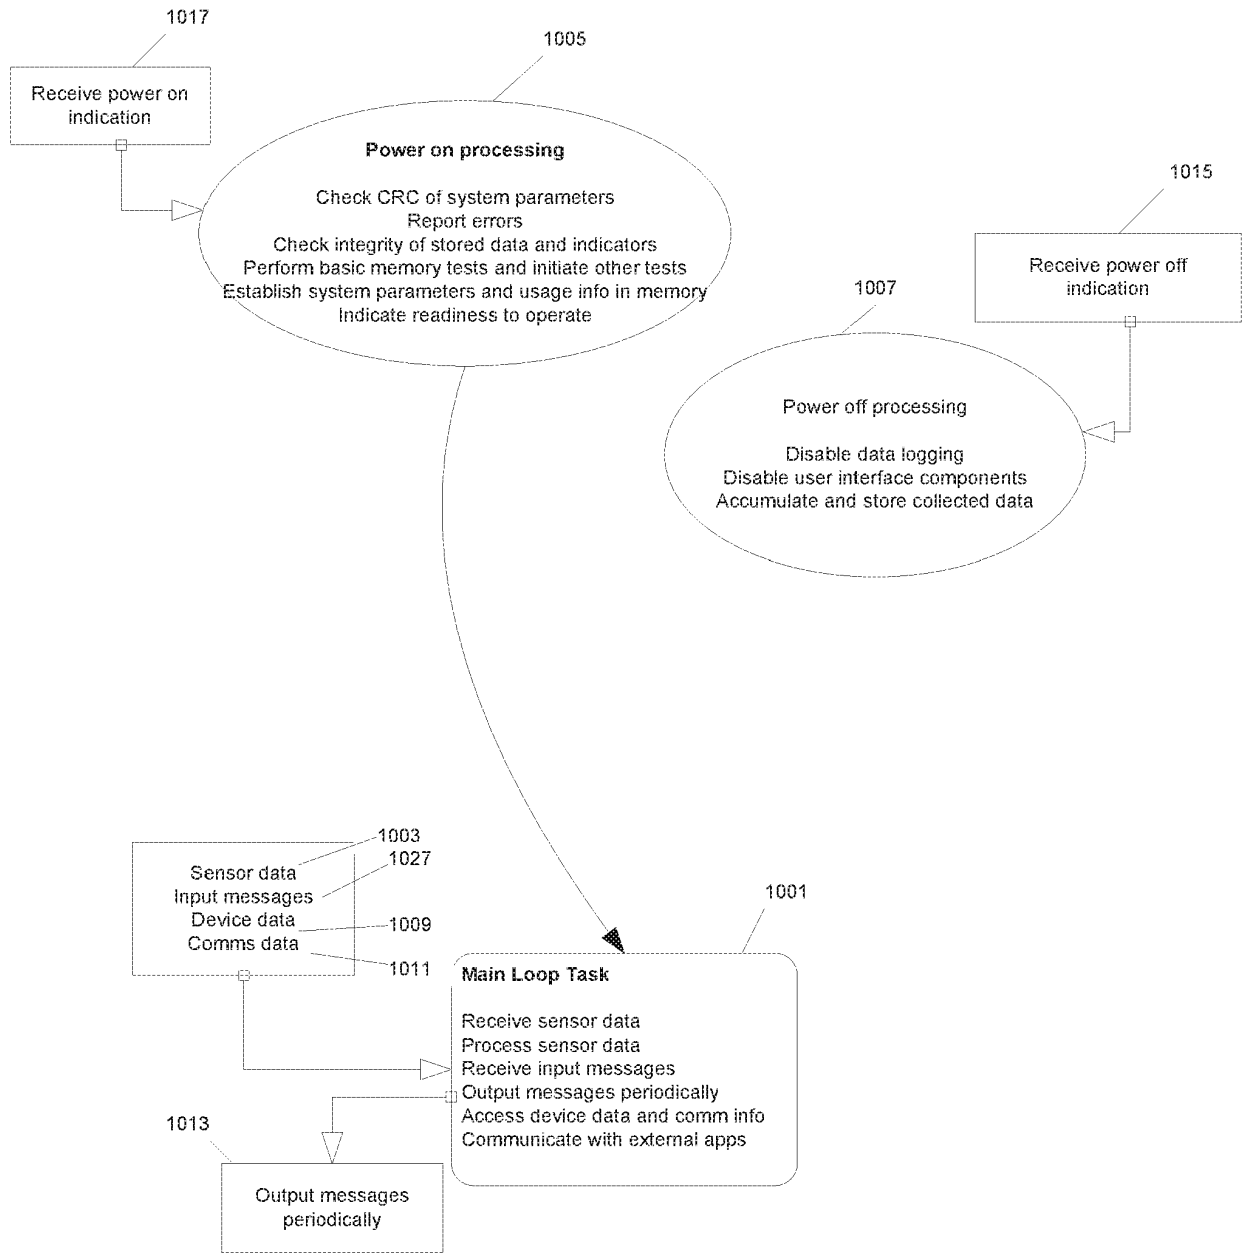 1017
Receive power on
indication
1005
Power on processing
Check CRC of system parameters
Report errors
Check integrity of stored data and indicators
Perform basic memory tests and initiate other tests
Establish system parameters and usage info in memory
Indicate readiness to operate
1015
Receive power off
indication
1007
Power off processing
Disable data logging
Disable user interface components
Accumulate and store collected data
1003
Sensor data
1027
Input messages
Device data
1009
Comms data
1011
1001
Main Loop Task
Receive sensor data
Process sensor data
Receive input messages
Output messages periodically
Access device data and comm info
Communicate with external apps
1013
Output messages
periodically